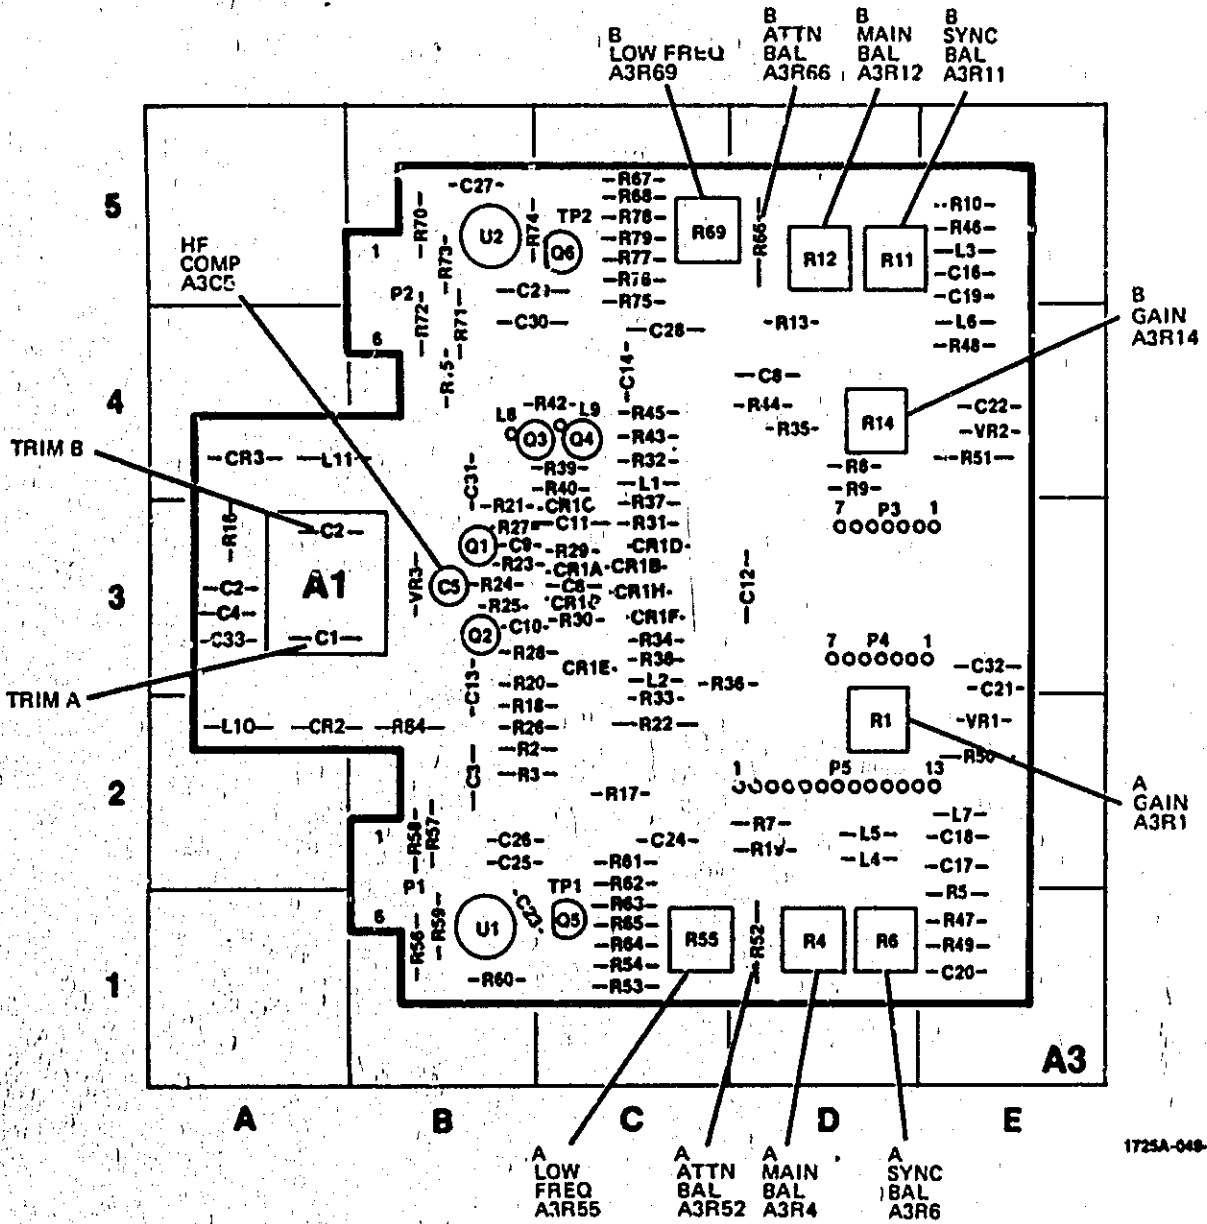 B
LOW FREQ
A3R69
B
ATTN
BAL
A3R66
B
MAIN
BAL
A3R12
B
SYNC
BAL
A3R11
5
HF
COMP
A3C5
-C27-
-R70-
U2
-R74-
TP2
Q6
-R67-
-R68-
-R78-
-R79-
-R77-
-R76-
-R75-
R69
-R66-
R12
R11
-R10-
-R46-
L3-
-C16-
-C19-
-L6-
-R48-
1
P2
6
-R73-
-R72-
-R71-
-C30-
-C28-
-R13-
B
GAIN
A3R14
4
-C14-
-C8-
-R44-
-R35-
R14
-C22-
-VR2-
-R51-
L8
-R42-
L9
Q3
Q4
-R45-
-R43-
-R32-
-L1-
-R37-
-R31-
-R39-
-R40-
-R8-
-R9-
7 P3 1
TRIM B
-CR3-
-L11-
-C31-
-R21-
-CR1C
-R27-
-C11-
Q1
-C9-
-R29-
-CR1D-
-R23-
-CR1A-
-CR1B-
3
-R16-
-C2-
A1
-C2-
-C4-
-C33-
-C1-
-VR3-
C5
-R24-
-C6-
-CR1H-
-C12-
-R25-
-R30-
-CR1F-
Q2
-C10-
-R34-
-R28-
-R38-
CR1E-
-L2-
-R36-
-R33-
7 P4 1
-C32-
-C21-
TRIM A
-C13-
-R20-
-R18-
-R26-
-R22-
-R2-
-R3-
R1
-VR1-
-R50-
-L10-
-CR2-
-R84-
A
GAIN
A3R1
2
-C3-
-R17-
1 P5 13
-R7-
-L5-
-L4-
-L7-
-C18-
-C17-
-R5-
1
P1
6
-R58-
-R57-
-C26-
-C25-
-C24-
-R61-
-R62-
-R63-
-R65-
-R64-
-R54-
-R53-
TP1
Q5
-C23-
U1
-R59-
-R56-
-R60-
R55
-R52-
R4
R6
-R47-
-R49-
-C20-
1
A3
A B C D E
A
LOW
FREQ
A3R55
A
ATTN
BAL
A3R52
A
MAIN
BAL
A3R4
A
SYNC
BAL
A3R6